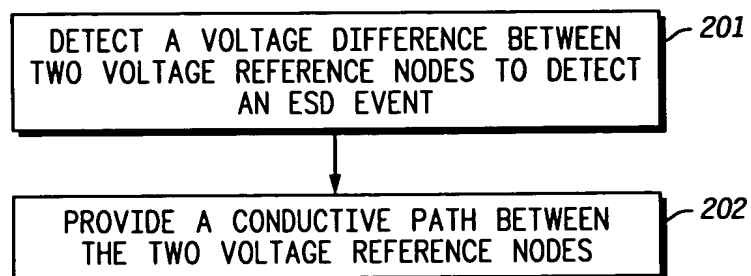 DETECT A VOLTAGE DIFFERENCE BETWEEN
TWO VOLTAGE REFERENCE NODES TO DETECT
AN ESD EVENT
201
PROVIDE A CONDUCTIVE PATH BETWEEN
THE TWO VOLTAGE REFERENCE NODES
202